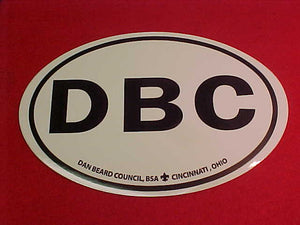 DBC
DAN BEARD COUNCIL, BSA ⚜ CINCINNATI, OHIO